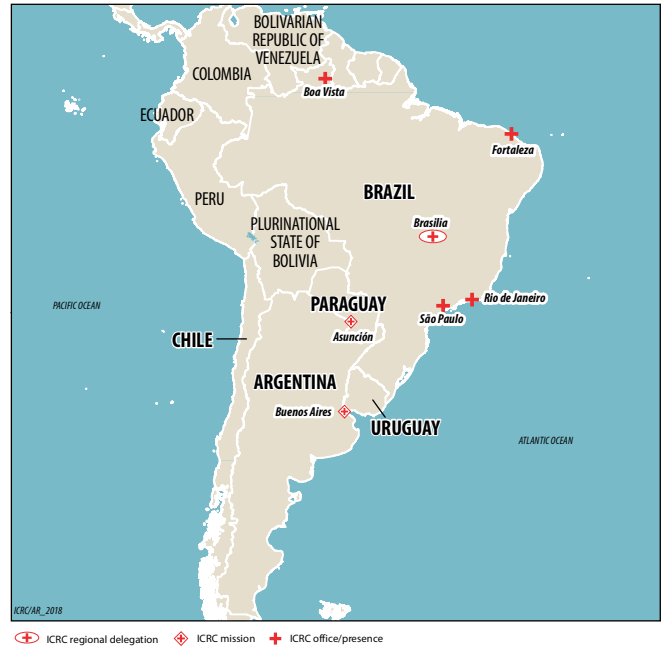 BOLIVARIAN
REPUBLIC OF
VENEZUELA
COLOMBIA
Boa Vista
ECUADOR
Fortaleza
PERU
BRAZIL
Brasilia
PLURINATIONAL
STATE OF
BOLIVIA
PACIFIC OCEAN
PARAGUAY
Rio de Janeiro
São Paulo
Asunción
CHILE
ARGENTINA
Buenos Aires
URUGUAY
ATLANTIC OCEAN
ICRC/AR_2018
ICRC regional delegation
ICRC mission
ICRC office/presence